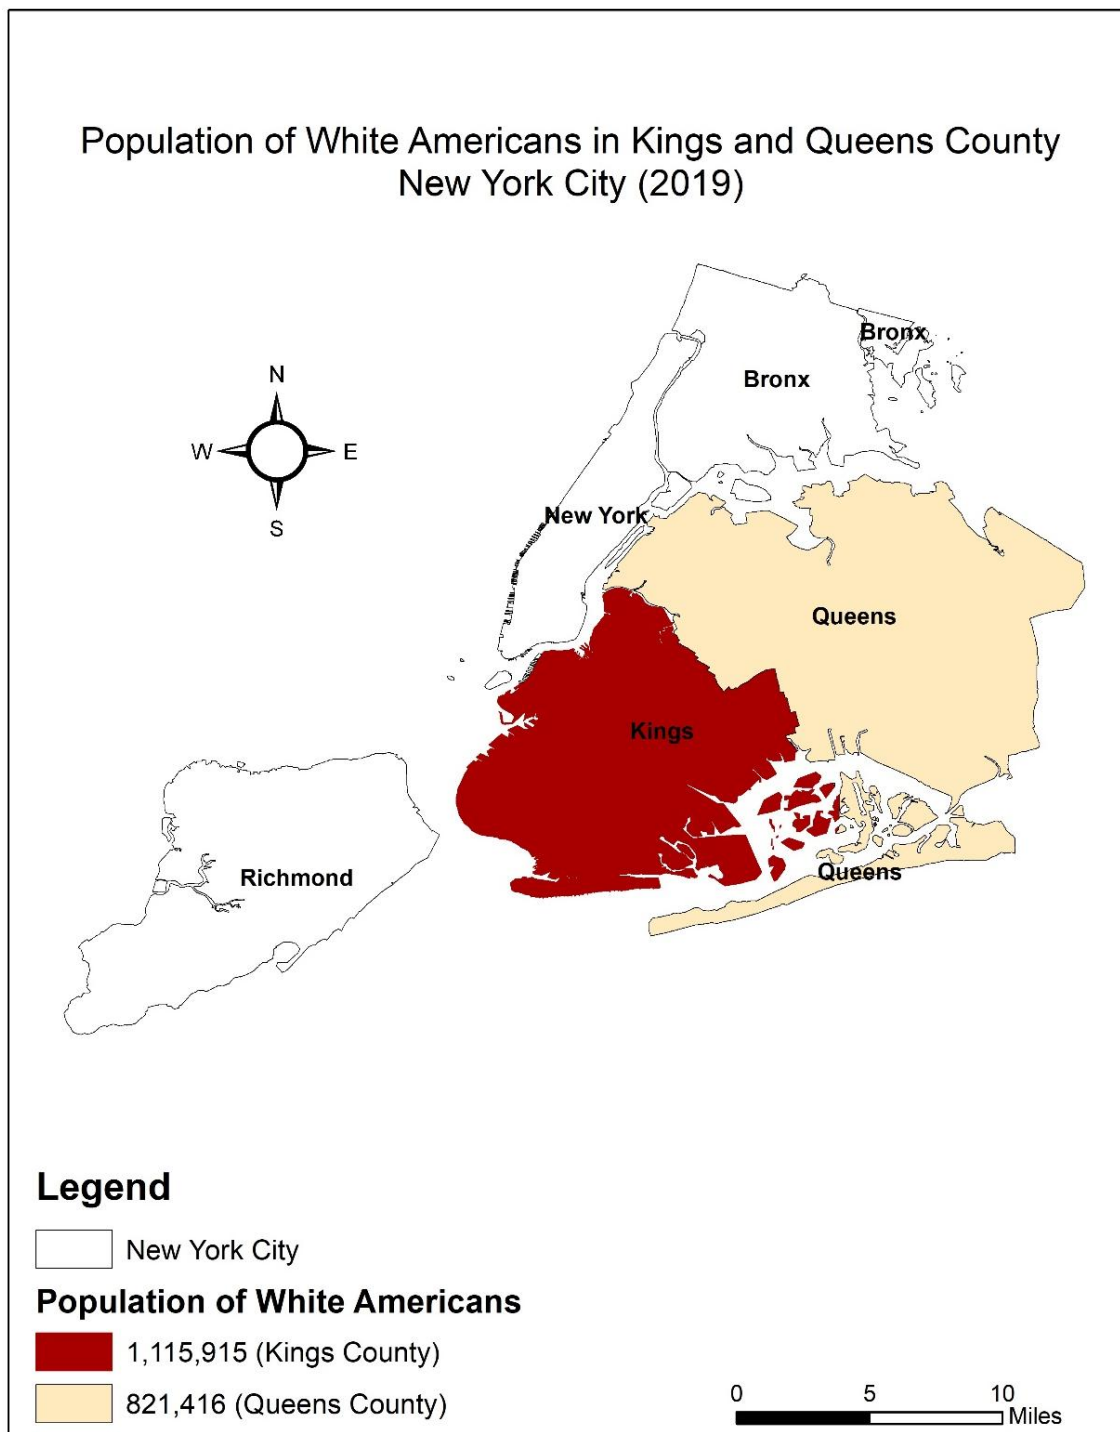 Population of White Americans in Kings and Queens County
New York City (2019)
Bronx
Bronx
N
W
E
S
New York
Queens
Kings
Queens
Richmond
Legend
New York City
Population of White Americans
1,115,915 (Kings County)
821,416 (Queens County)
0 5 10
Miles